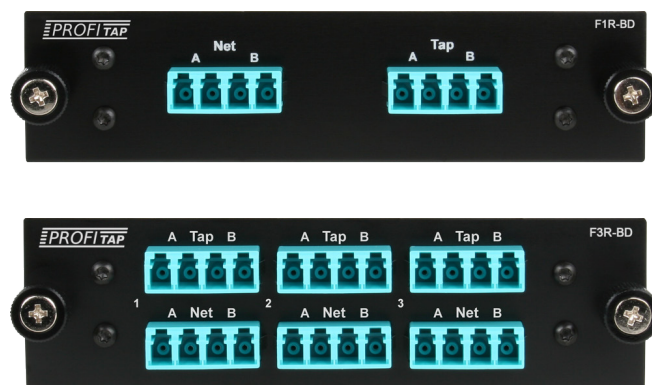 PROFITAP
F1R-BD
Net
Tap
A B
A B
PROFITAP
F3R-BD
A Tap B
A Tap B
A Tap B
1
2
3
A Net B
A Net B
A Net B